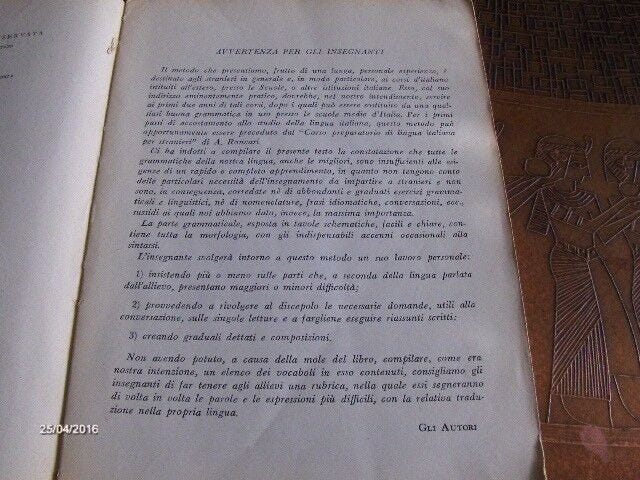 SERVATA
AVVERTENZA PER GLI INSEGNANTI
Il metodo che presentiamo, frutto di una lunga, personale esperienza, è
destinato agli stranieri in generale e, in modo particolare, ai corsi d'italiano
istituiti all'estero, presso le Scuole, o altre istituzioni italiane. Esso, col suo
indirizzo eminentemente pratico, dovrebbe, nel nostro intendimento, servire
ai primi due anni di tali corsi, dopo i quali può essere sostituito da una qual-
siasi buona grammatica in uso presso le scuole medie d'Italia. Per i primi
passi di accostamento allo studio della lingua italiana, questo metodo può
opportunamente essere preceduto dal "Corso preparatorio di lingua italiana
per stranieri" di A. Roncari.
Ci ha indotti a compilare il presente testo la constatazione che tutte le
grammatiche della nostra lingua, anche le migliori, sono insufficienti alle esi-
genze di un rapido e completo apprendimento, in quanto non tengono conto
delle particolari necessità dell'insegnamento da impartire a stranieri e non
sono, in conseguenza, corredate nè di abbondanti e graduali esercizi gramma-
ticali e linguistici, nè di nomenclature, frasi idiomatiche, conversazioni, ecc.,
sussidi ai quali noi abbiamo dato, invece, la massima importanza.
La parte grammaticale, esposta in tavole schematiche, facili e chiare, con-
tiene tutta la morfologia, con gli indispensabili accenni occasionali alla
sintassi.
L'insegnante svolgerà intorno a questo metodo un suo lavoro personale:
1) insistendo più o meno sulle parti che, a seconda della lingua parlata
dall'allievo, presentano maggiori o minori difficoltà;
2) provvedendo a rivolgere al discepolo le necessarie domande, utili alla
conversazione, sulle singole letture e a fargliene eseguire riassunti scritti;
3) creando graduali dettati e composizioni.
Non avendo potuto, a causa della mole del libro, compilare, come era
nostra intenzione, un elenco dei vocaboli in esso contenuti, consigliamo gli
insegnanti di far tenere agli allievi una rubrica, nella quale essi segneranno
di volta in volta le parole e le espressioni più difficili, con la relativa tradu-
zione nella propria lingua.
GLI AUTORI
25/04/2016